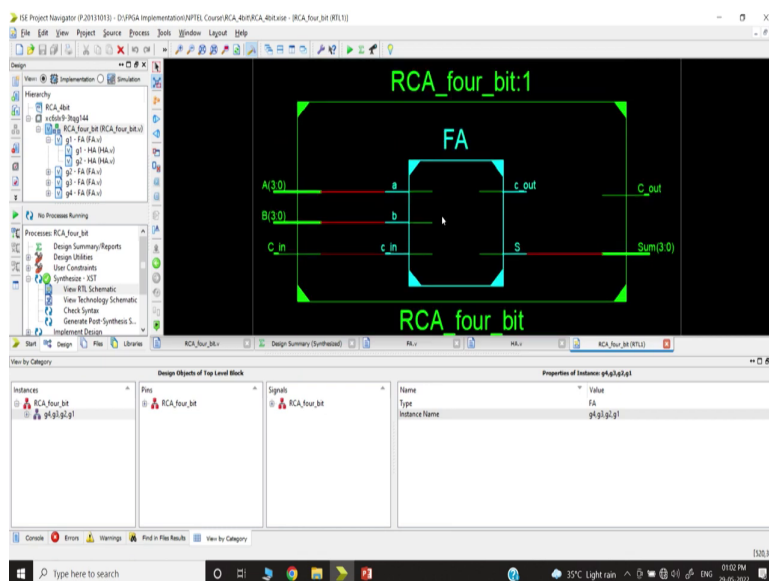 ISE Project Navigator (P.20131013) - D:\FPGA Implementation\NPTEL Course\RCA_4bit\RCA_4bit.xise - [RCA_four_bit (RTL1)]
File Edit View Project Source Process Tools Window Layout Help
Design
View: Implementation Simulation
Hierarchy
RCA_4bit
xc6slx9-3tqg144
RCA_four_bit (RCA_four_bit.v)
g1 - FA (FA.v)
g1 - HA (HA.v)
g2 - HA (HA.v)
g2 - FA (FA.v)
g3 - FA (FA.v)
g4 - FA (FA.v)
No Processes Running
Processes: RCA_four_bit
Design Summary/Reports
Design Utilities
User Constraints
Synthesize - XST
View RTL Schematic
View Technology Schematic
Check Syntax
Generate Post-Synthesis S...
Implement Design
Start Design Files Libraries
RCA_four_bit:1
FA
A(3:0) a c_out C_out
B(3:0) b
C_in c_in S Sum(3:0)
RCA_four_bit
RCA_four_bit.v Design Summary (Synthesized) FA.v HA.v RCA_four_bit (RTL1)
View by Category
Design Objects of Top Level Block Properties of Instance: g4,g3,g2,g1
Instances Pins Signals Name Value
RCA_four_bit RCA_four_bit RCA_four_bit Type FA
g4,g3,g2,g1 Instance Name g4,g3,g2,g1
Console Errors Warnings Find in Files Results View by Category
Type here to search 35°C Light rain ENG 01:02 PM
29-05-2022